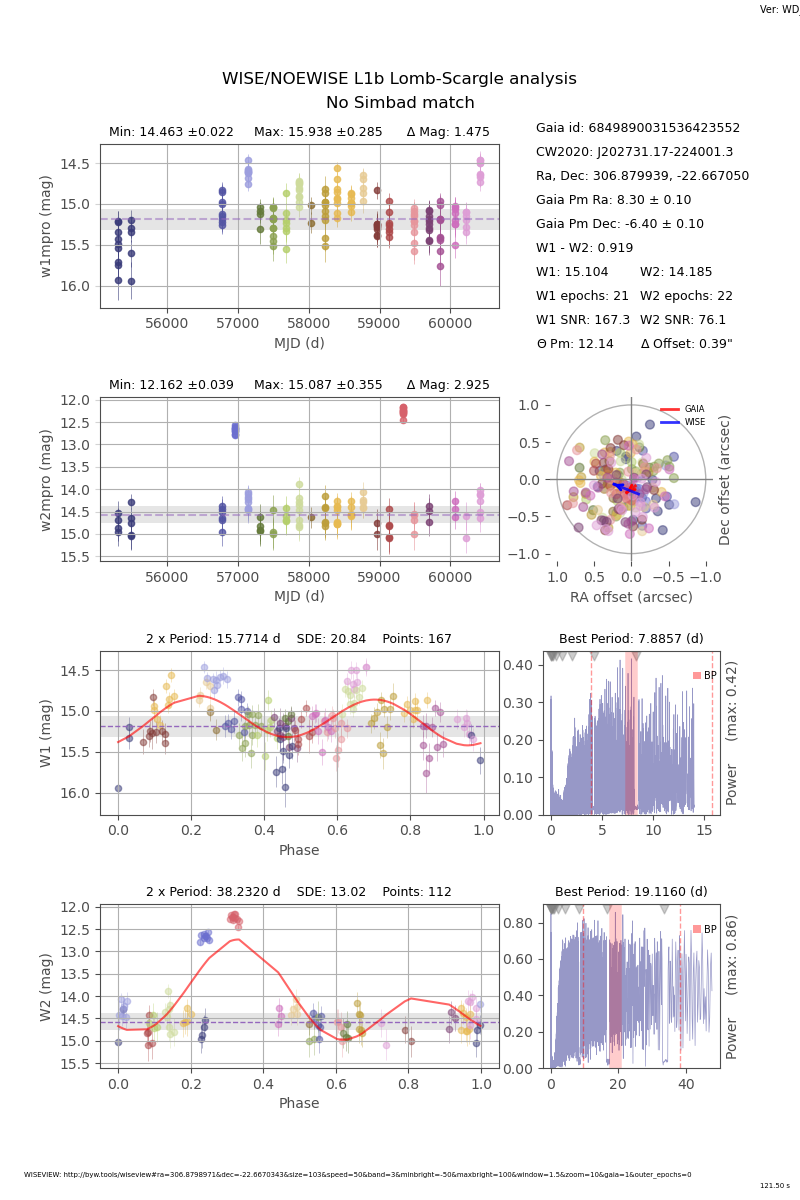 Ver: WD_
WISE/NOEWISE L1b Lomb-Scargle analysis
No Simbad match
Min: 14.463 ±0.022 Max: 15.938 ±0.285 Δ Mag: 1.475
14.5
15.0
15.5
16.0
w1mpro (mag)
56000 57000 58000 59000 60000
MJD (d)
Gaia id: 6849890031536423552
CW2020: J202731.17-224001.3
Ra, Dec: 306.879939, -22.667050
Gaia Pm Ra: 8.30 ± 0.10
Gaia Pm Dec: -6.40 ± 0.10
W1 - W2: 0.919
W1: 15.104 W2: 14.185
W1 epochs: 21 W2 epochs: 22
W1 SNR: 167.3 W2 SNR: 76.1
Θ Pm: 12.14 Δ Offset: 0.39"
Min: 12.162 ±0.039 Max: 15.087 ±0.355 Δ Mag: 2.925
12.0
12.5
13.0
13.5
14.0
14.5
15.0
15.5
w2mpro (mag)
56000 57000 58000 59000 60000
MJD (d)
GAIA
WISE
1.0
0.5
0.0
−0.5
−1.0
1.0 0.5 0.0 −0.5 −1.0
RA offset (arcsec)
Dec offset (arcsec)
2 x Period: 15.7714 d SDE: 20.84 Points: 167
14.5
15.0
15.5
16.0
W1 (mag)
0.0 0.2 0.4 0.6 0.8 1.0
Phase
Best Period: 7.8857 (d)
BP
0.40
0.30
0.20
0.10
0.00
0 5 10 15
Power (max: 0.42)
2 x Period: 38.2320 d SDE: 13.02 Points: 112
12.0
12.5
13.0
13.5
14.0
14.5
15.0
15.5
W2 (mag)
0.0 0.2 0.4 0.6 0.8 1.0
Phase
Best Period: 19.1160 (d)
BP
0.80
0.60
0.40
0.20
0.00
0 20 40
Power (max: 0.86)
WISEVIEW: http://byw.tools/wiseview#ra=306.8798971&dec=-22.6670343&size=103&speed=50&band=3&minbright=-50&maxbright=100&window=1.5&zoom=10&gaia=1&outer_epochs=0
121.50 s